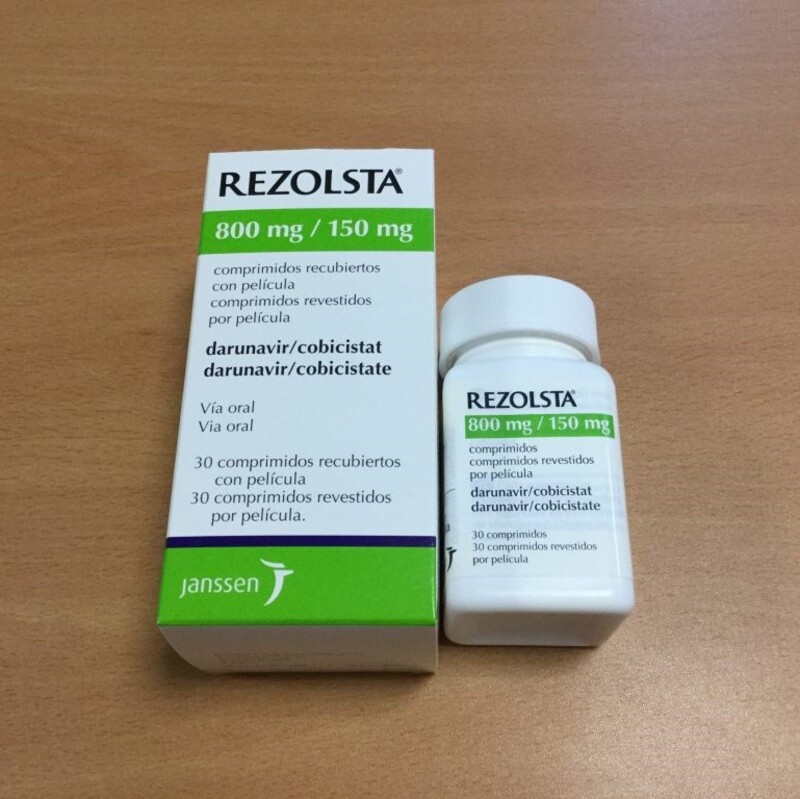 REZOLSTA®
800 mg / 150 mg
comprimidos recubiertos
con película
comprimidos revestidos
por película
darunavir/cobicistat
darunavir/cobicistate
Vía oral
Via oral
30 comprimidos recubiertos
con película
30 comprimidos revestidos
por película.
janssen
REZOLSTA®
800 mg / 150 mg
comprimidos
comprimidos revestidos
por película
darunavir/cobicistat
darunavir/cobicistate
30 comprimidos
30 comprimidos revestidos
por película